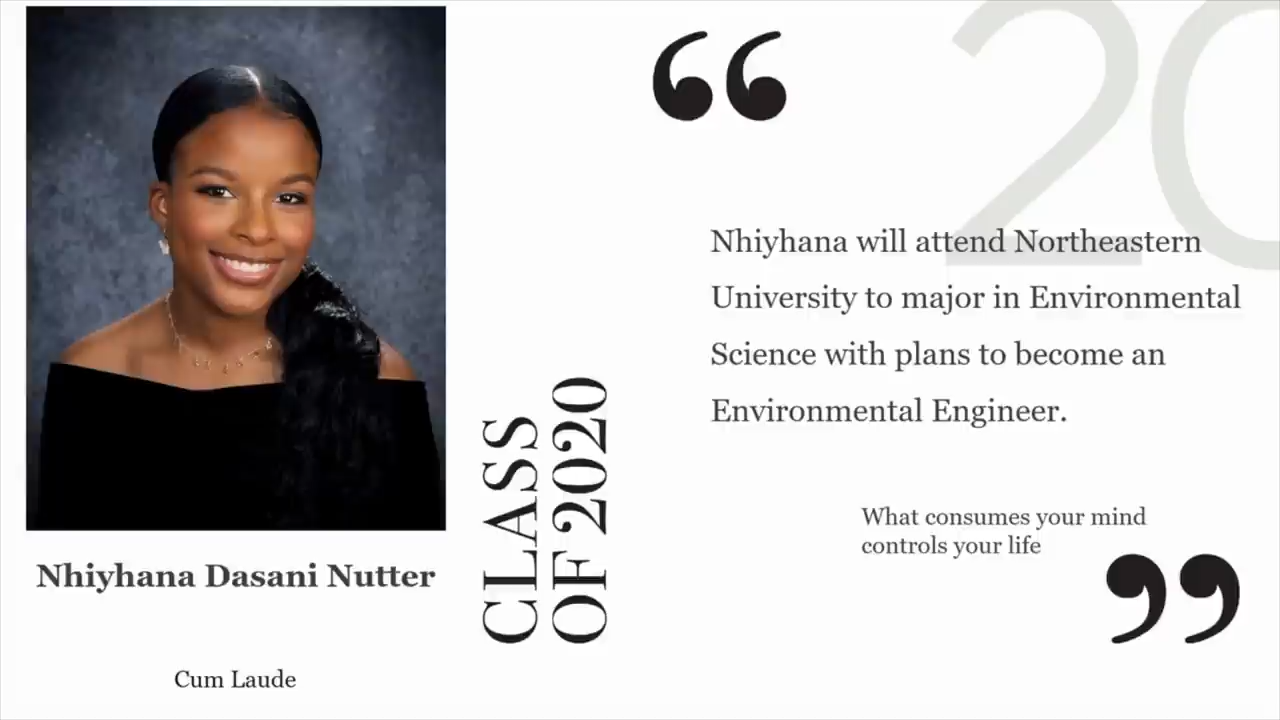 20
“
Nhiyhana will attend Northeastern
University to major in Environmental
Science with plans to become an
Environmental Engineer.
What consumes your mind
controls your life
”
CLASS
OF 2020
Nhiyhana Dasani Nutter
Cum Laude